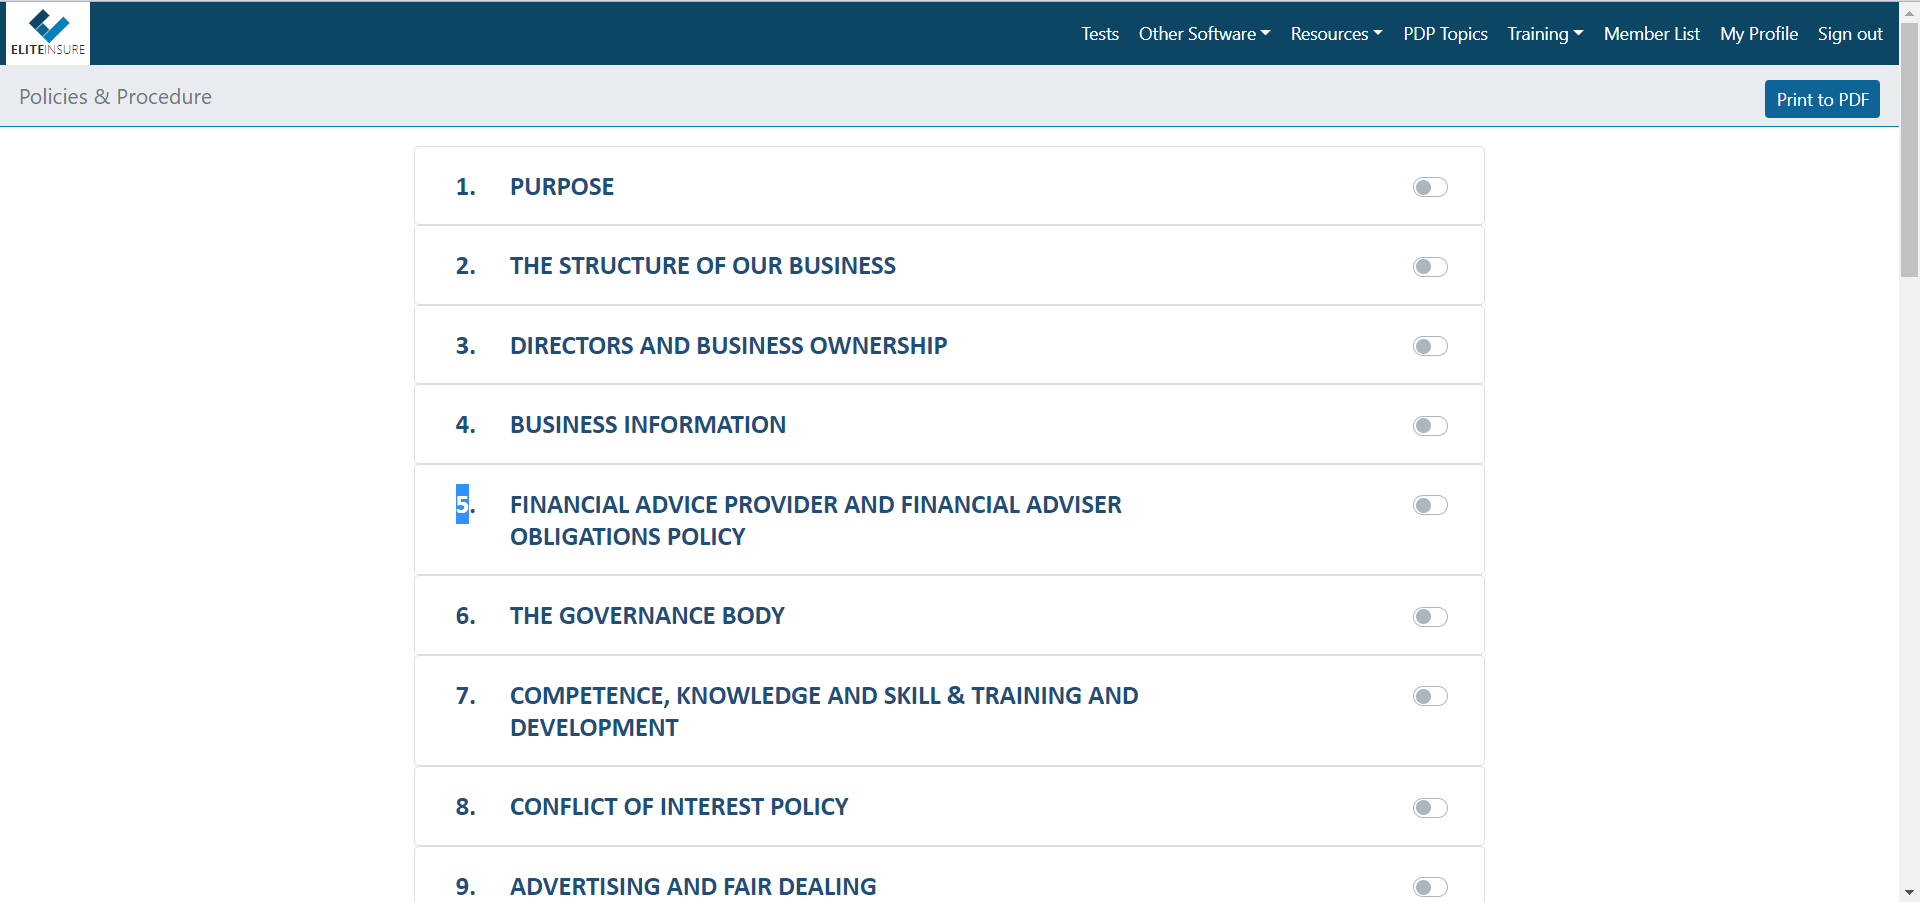 ELITEINSURE
Tests Other Software Resources PDP Topics Training Member List My Profile Sign out
Policies & Procedure
Print to PDF
1. PURPOSE
2. THE STRUCTURE OF OUR BUSINESS
3. DIRECTORS AND BUSINESS OWNERSHIP
4. BUSINESS INFORMATION
5. FINANCIAL ADVICE PROVIDER AND FINANCIAL ADVISER
OBLIGATIONS POLICY
6. THE GOVERNANCE BODY
7. COMPETENCE, KNOWLEDGE AND SKILL & TRAINING AND
DEVELOPMENT
8. CONFLICT OF INTEREST POLICY
9. ADVERTISING AND FAIR DEALING